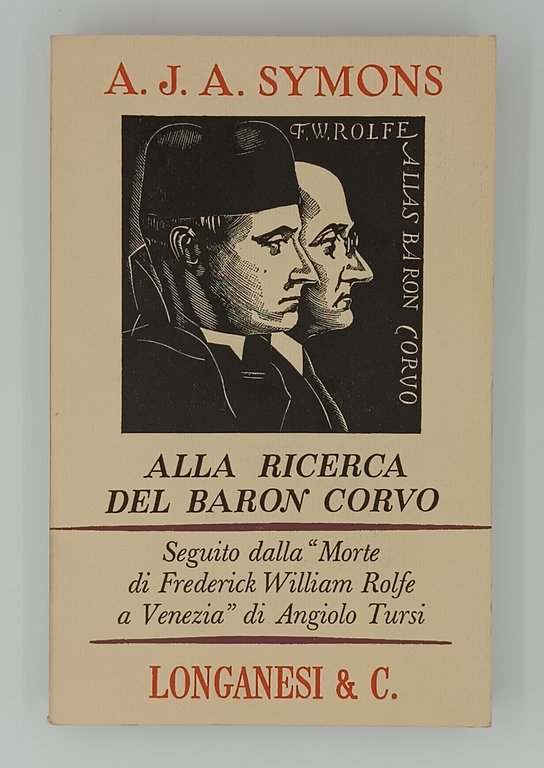 A. J. A. SYMONS
F. W. ROLFE
ALIAS BARON CORVO
ALLA RICERCA
DEL BARON CORVO
Seguito dalla “Morte
di Frederick William Rolfe
a Venezia” di Angiolo Tursi
LONGANESI & C.